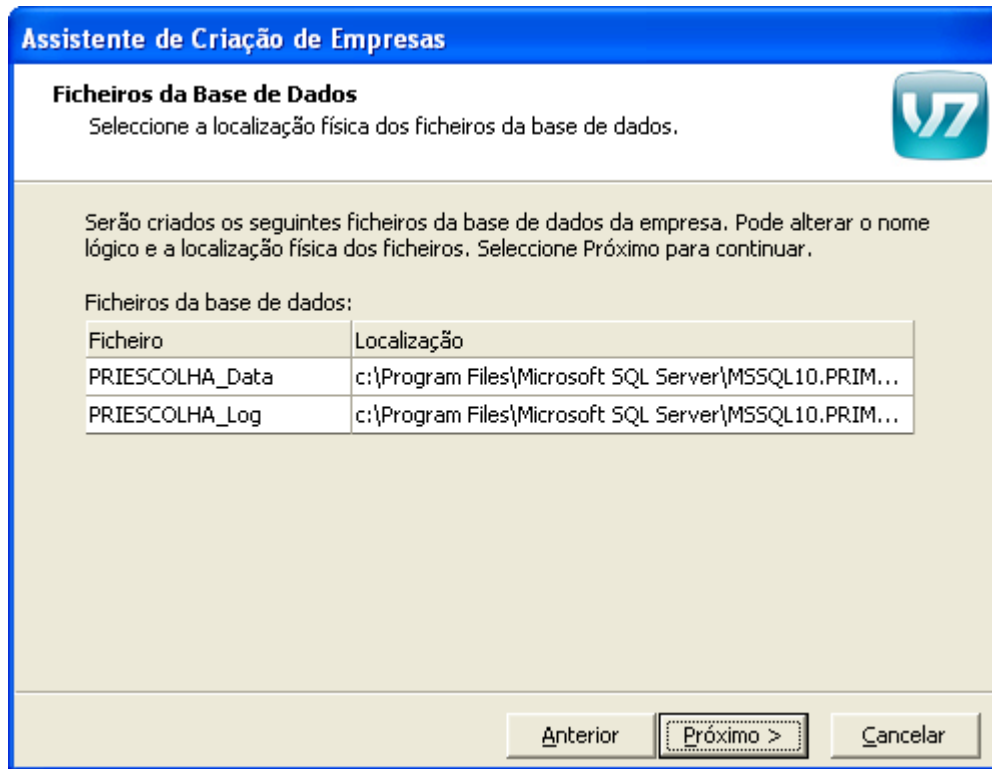 Assistente de Criação de Empresas
Ficheiros da Base de Dados
Seleccione a localização física dos ficheiros da base de dados.
V7
Serão criados os seguintes ficheiros da base de dados da empresa. Pode alterar o nome
lógico e a localização física dos ficheiros. Seleccione Próximo para continuar.
Ficheiros da base de dados:
Ficheiro Localização
PRIESCOLHA_Data c:\Program Files\Microsoft SQL Server\MSSQL10.PRIM...
PRIESCOLHA_Log c:\Program Files\Microsoft SQL Server\MSSQL10.PRIM...
Anterior Próximo > Cancelar